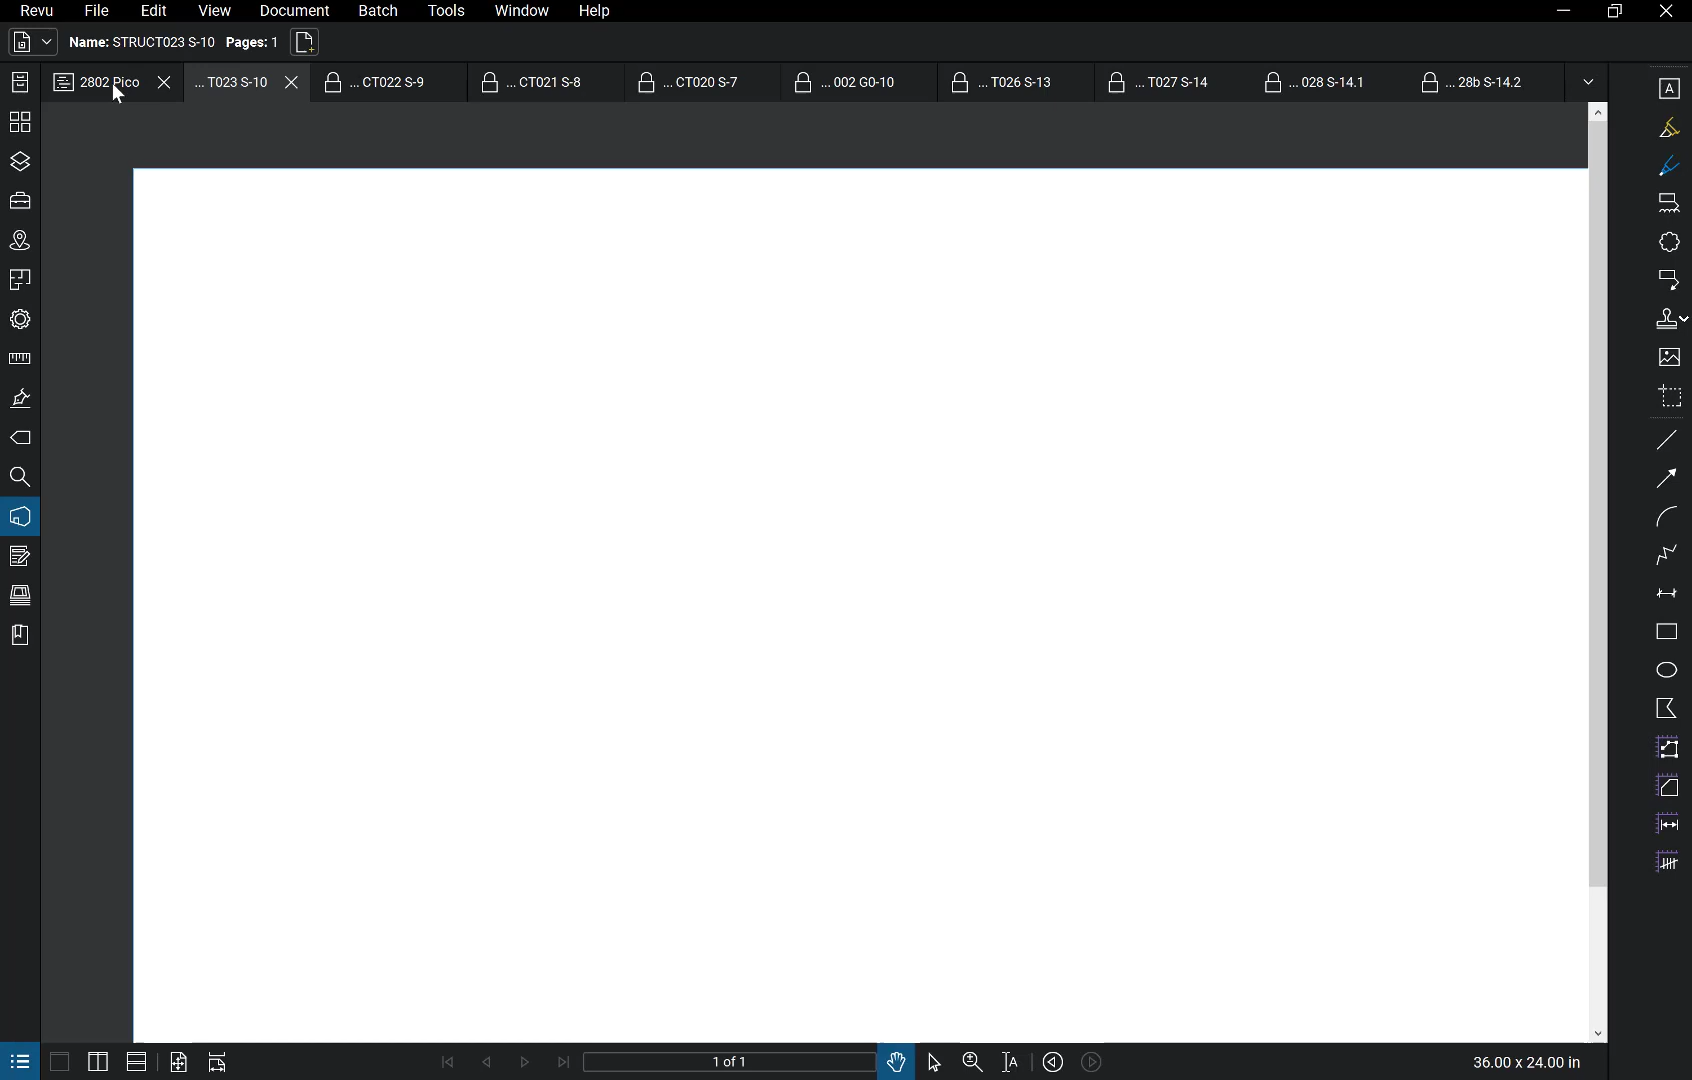 Revu File Edit View Document Batch Tools Window Help
Name: STRUCT023 S-10 Pages: 1
2802 Pico ... T023 S-10 ... CT022 S-9 ... CT021 S-8 ... CT020 S-7 ... 002 G0-10 ... T026 S-13 ... T027 S-14 ... 028 S-14.1 ... 28b S-14.2
1 of 1 36.00 x 24.00 in